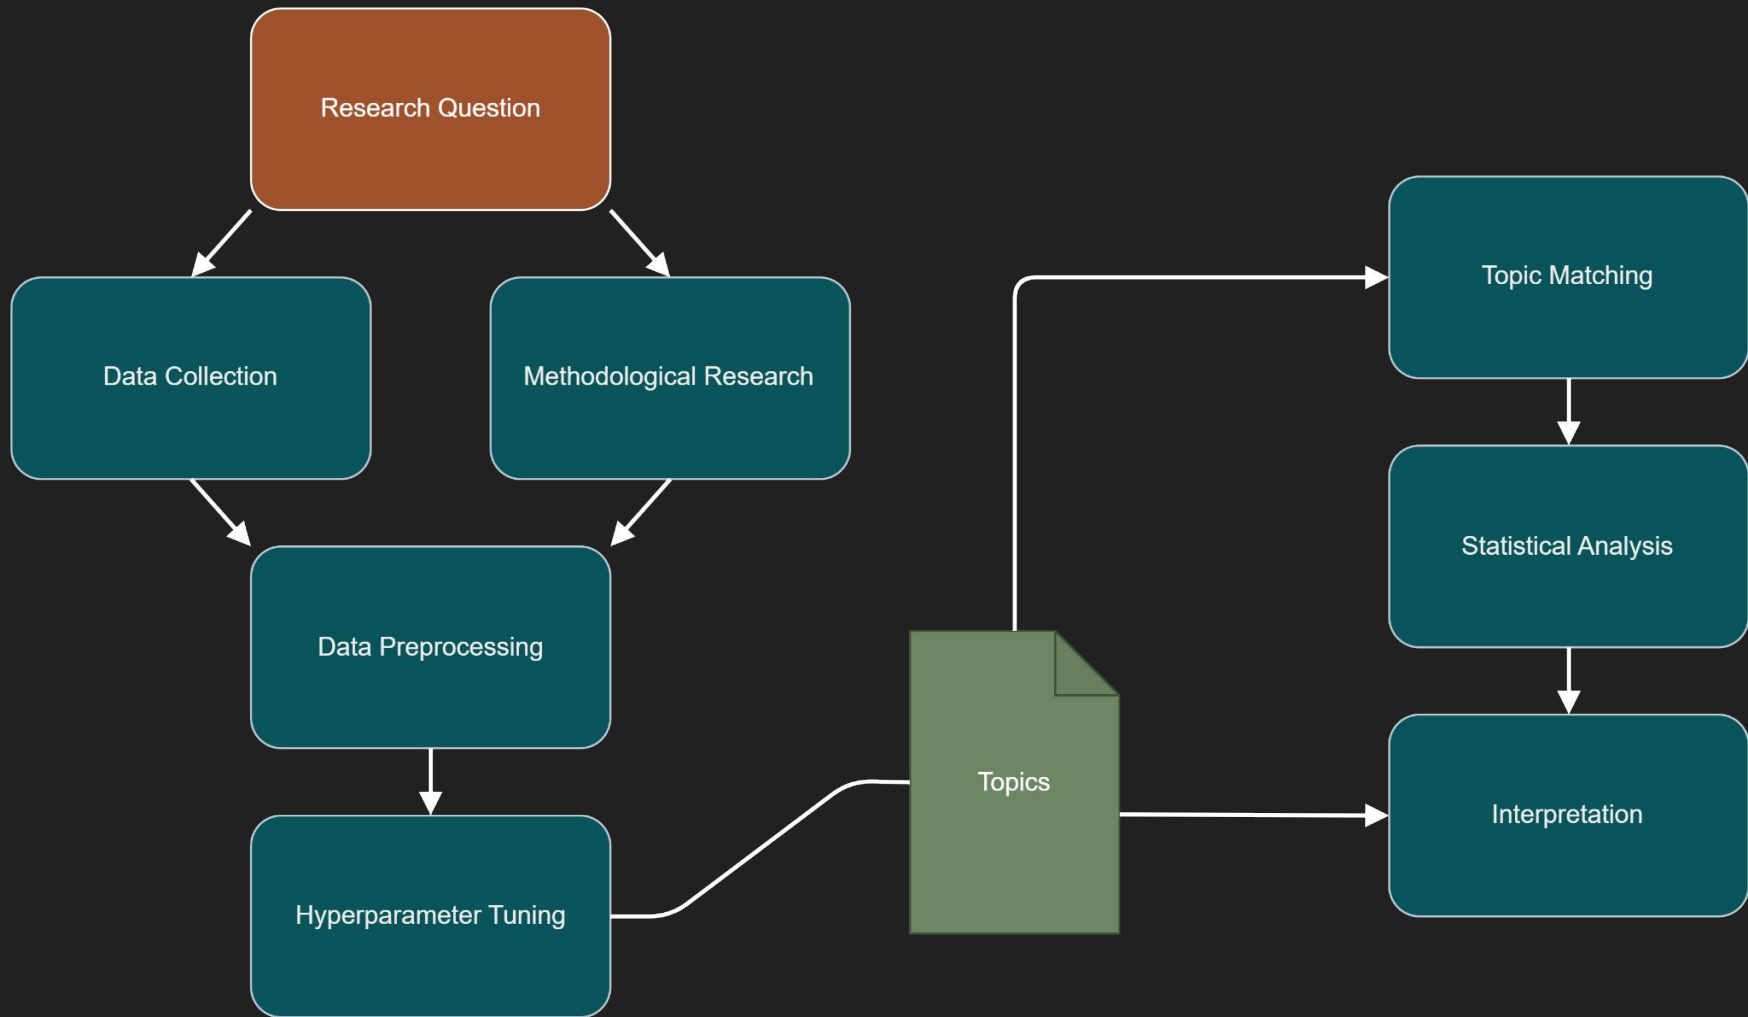 Research Question
Data Collection
Methodological Research
Data Preprocessing
Hyperparameter Tuning
Topics
Topic Matching
Statistical Analysis
Interpretation